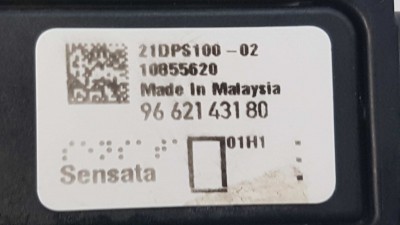 21DPS100-02
10855620
Made In Malaysia
96 621 431 80
01H1
Sensata